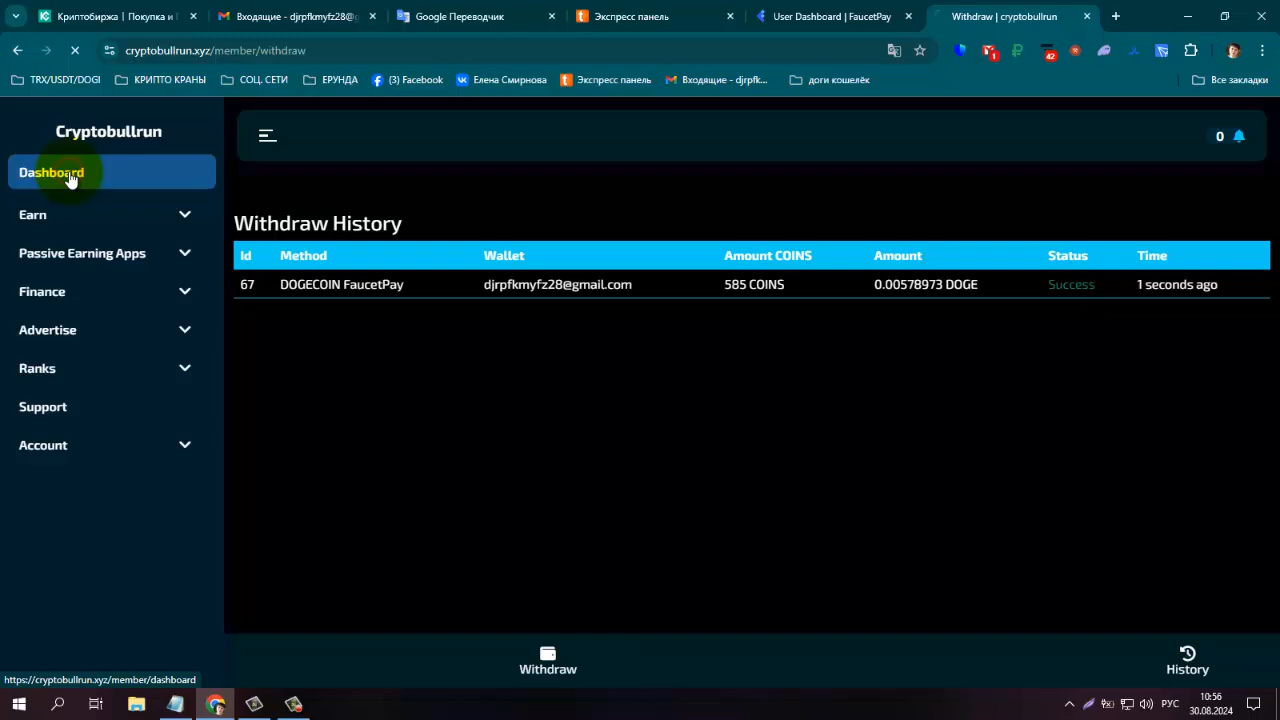 Криптобиржа | Покупка и П
Входящие - djrpfkmyfz28@g
Google Переводчик
Экспресс панель
User Dashboard | FaucetPay
Withdraw | cryptobullrun
cryptobullrun.xyz/member/withdraw
1
42
TRX/USDT/DOGI
КРИПТО КРАНЫ
СОЦ. СЕТИ
ЕРУНДА
(3) Facebook
Елена Смирнова
Экспресс панель
Входящие - djrpfk...
доги кошелёк
Все закладки
Cryptobullrun
0
Dashboard
Earn
Passive Earning Apps
Finance
Advertise
Ranks
Support
Account
Withdraw History
Id Method Wallet Amount COINS Amount Status Time
67 DOGECOIN FaucetPay djrpfkmyfz28@gmail.com 585 COINS 0.00578973 DOGE Success 1 seconds ago
Withdraw
History
https://cryptobullrun.xyz/member/dashboard
РУС
10:56
30.08.2024